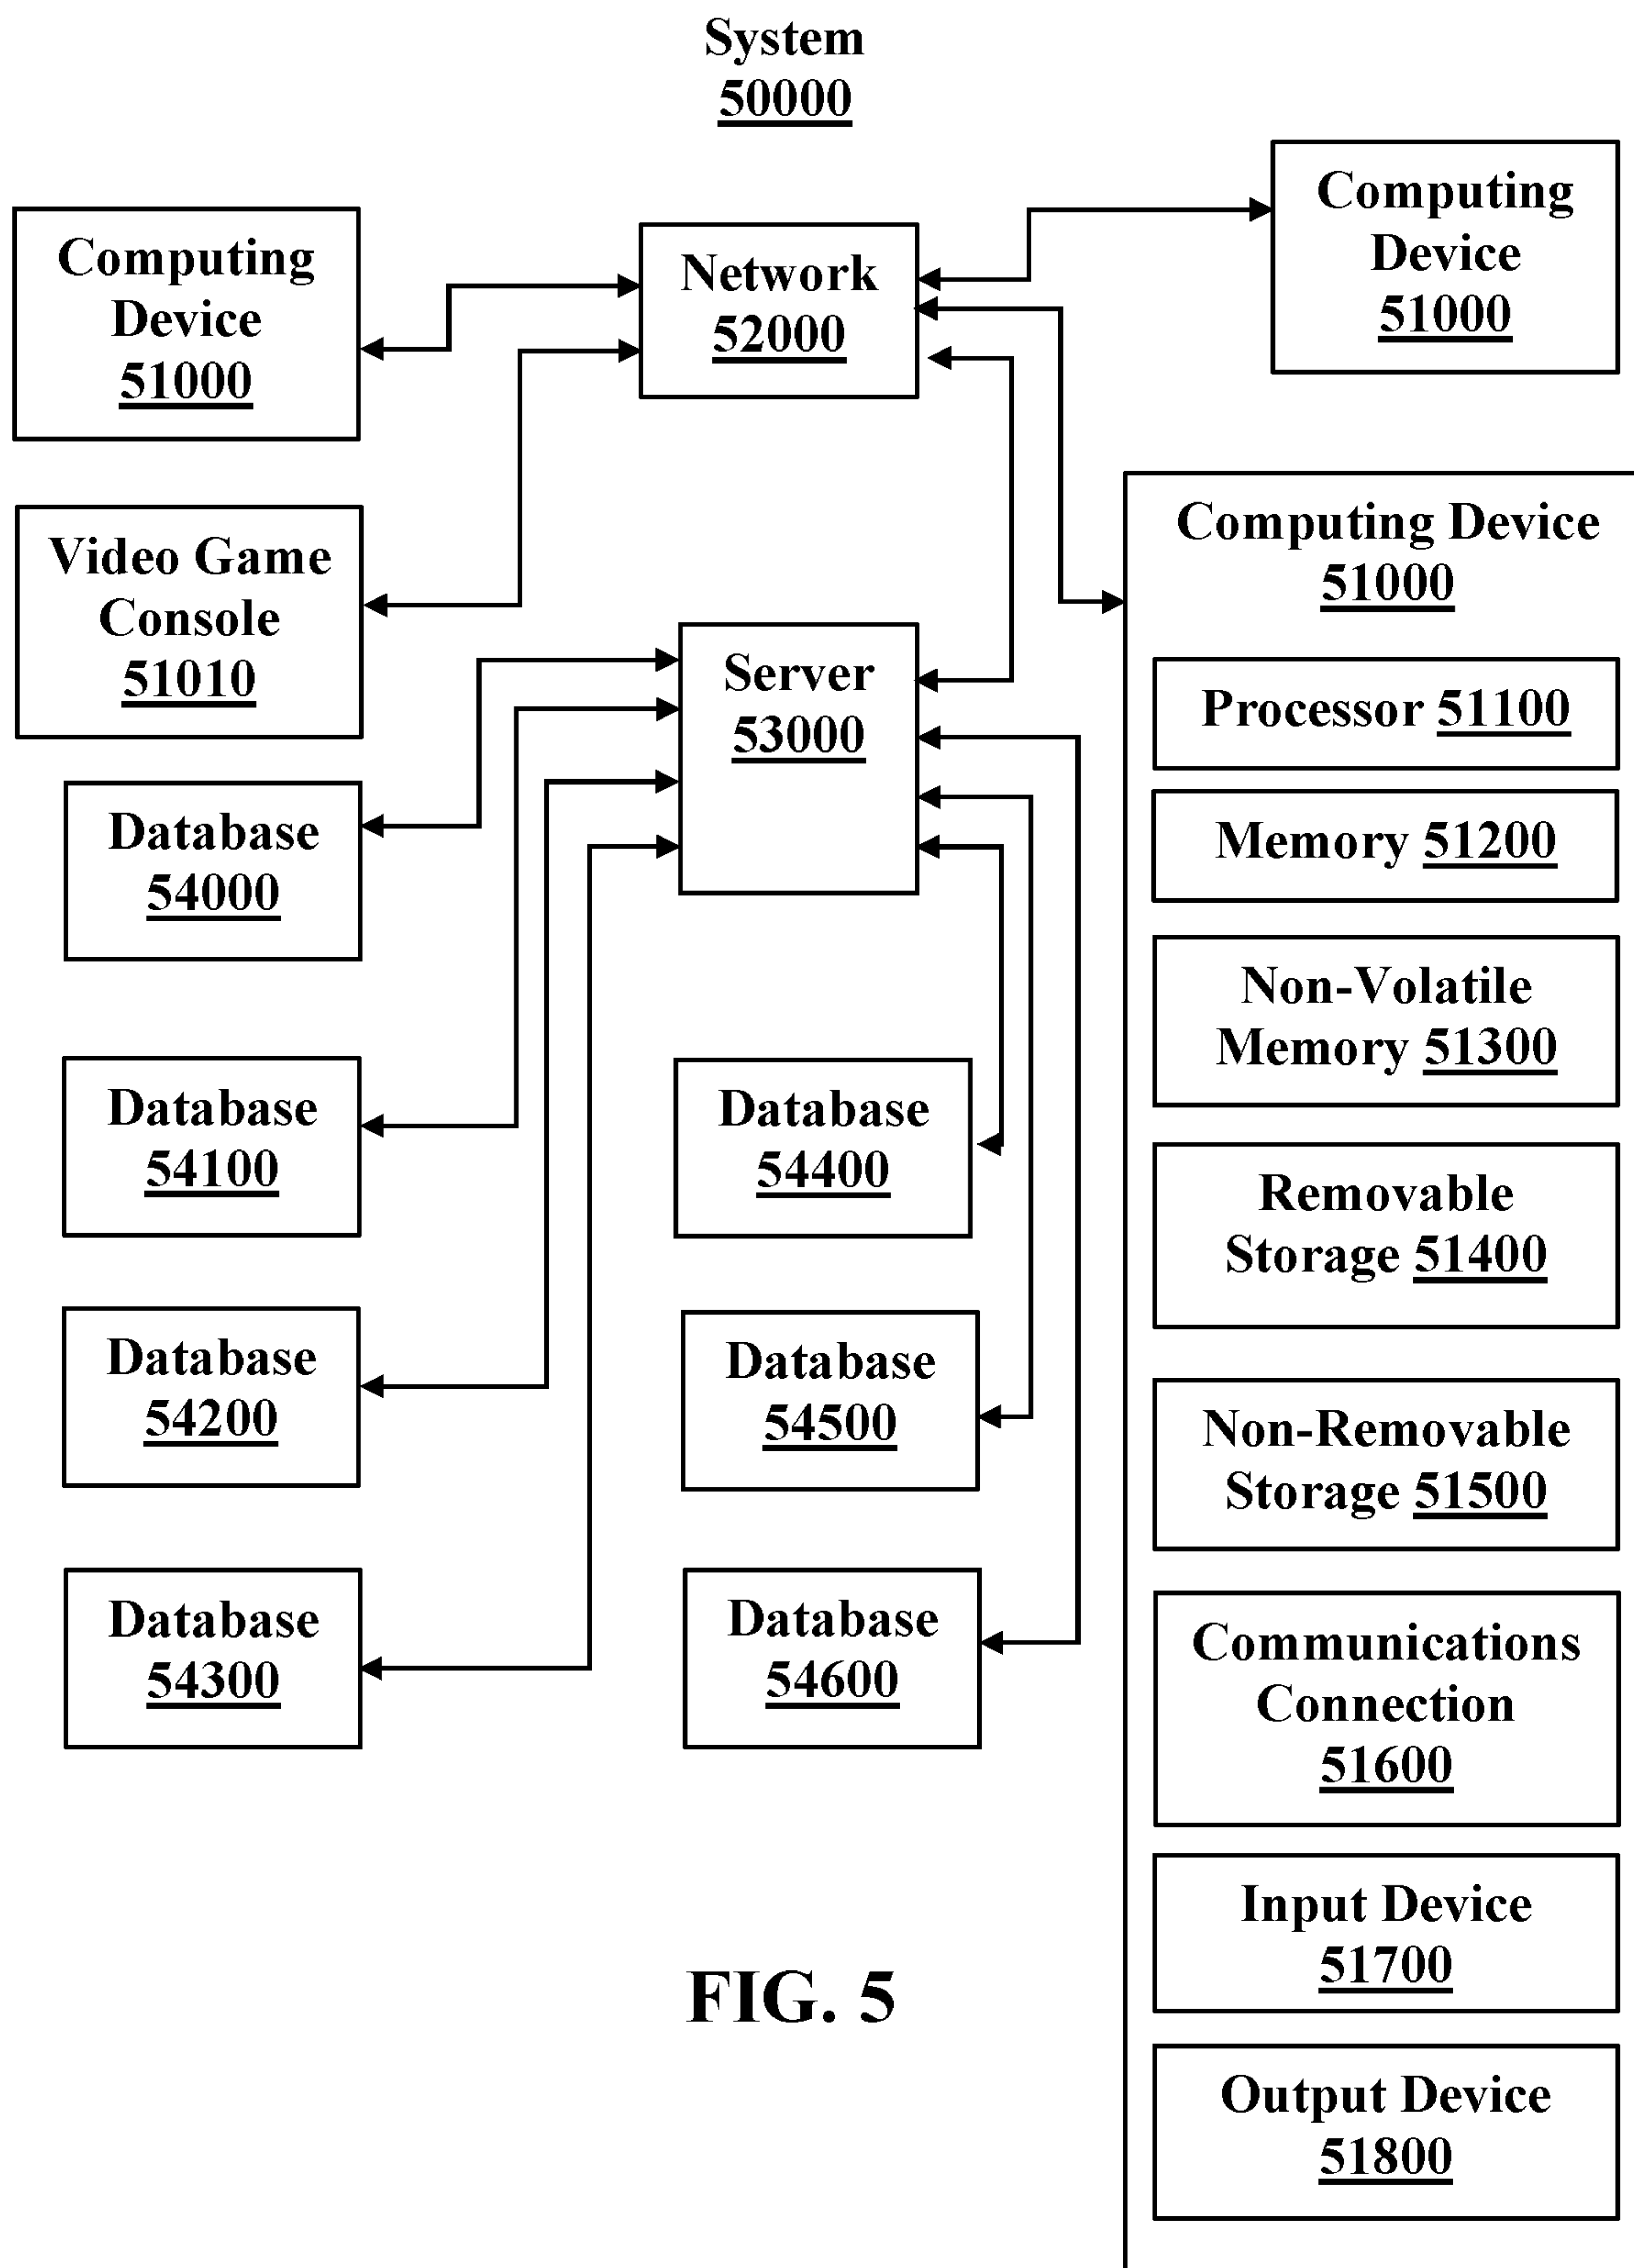 System
50000
Computing
Device
51000
Network
52000
Computing
Device
51000
Video Game
Console
51010
Server
53000
Database
54000
Database
54100
Database
54200
Database
54300
Database
54400
Database
54500
Database
54600
Computing Device
51000
Processor 51100
Memory 51200
Non-Volatile
Memory 51300
Removable
Storage 51400
Non-Removable
Storage 51500
Communications
Connection
51600
Input Device
51700
Output Device
51800
FIG. 5